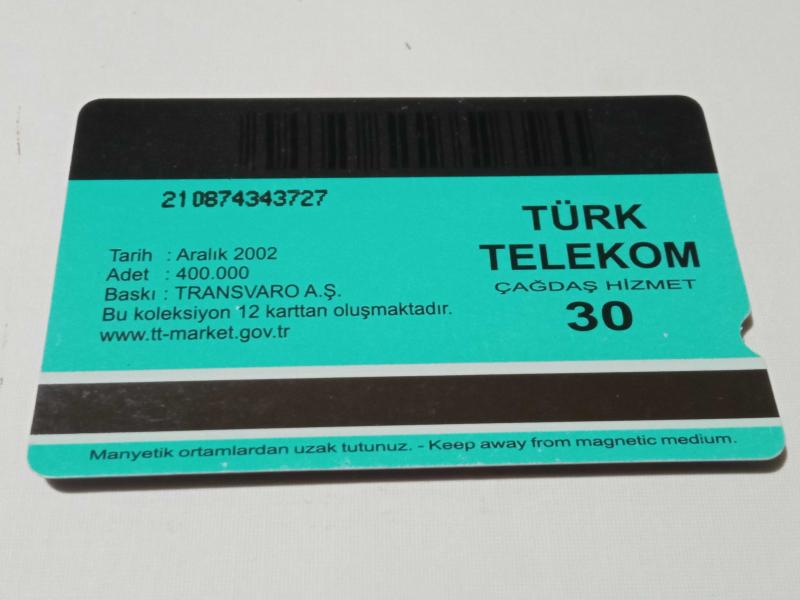 210874343727
Tarih : Aralık 2002
Adet : 400.000
Baskı : TRANSVARO A.Ş.
Bu koleksiyon 12 karttan oluşmaktadır.
www.tt-market.gov.tr
TÜRK
TELEKOM
ÇAĞDAŞ HİZMET
30
Manyetik ortamlardan uzak tutunuz. - Keep away from magnetic medium.